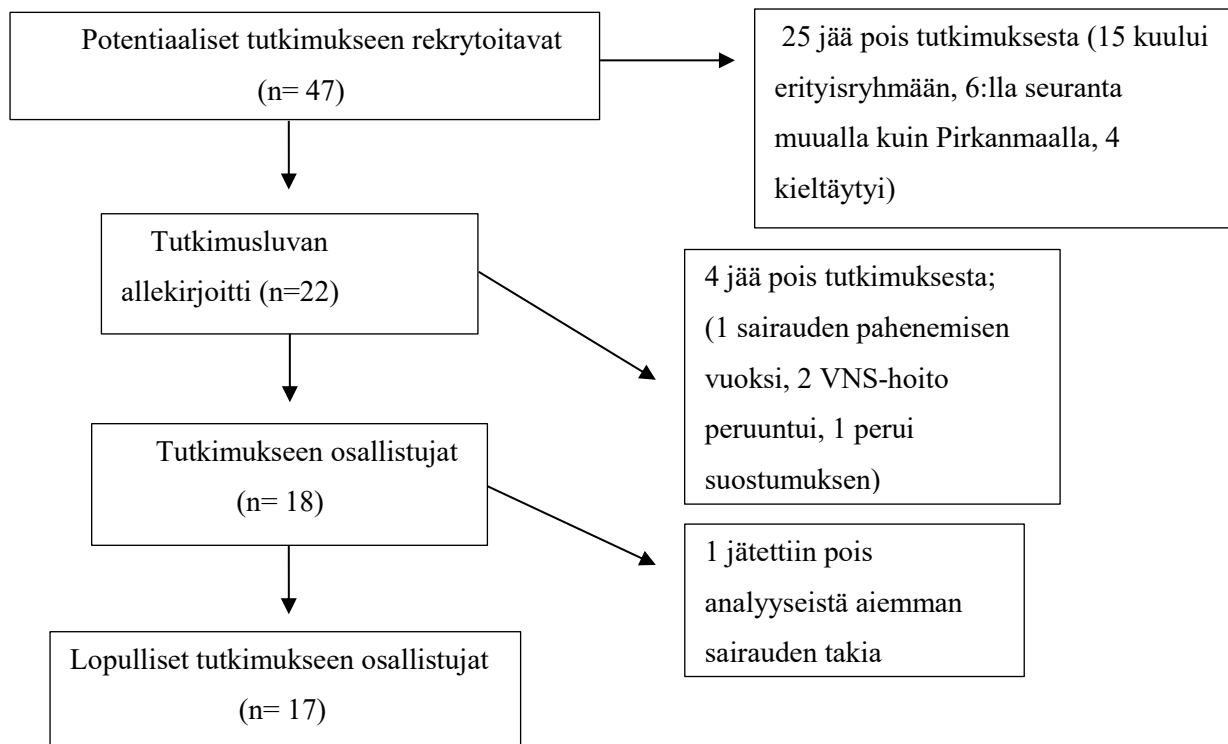 Potentiaaliset tutkimukseen rekrytoitavat
(n= 47)
25 jää pois tutkimuksesta (15 kuului
erityisryhmään, 6:lla seuranta
muualla kuin Pirkanmaalla, 4
kieltäytyi)
Tutkimusluvan
allekirjoitti (n=22)
4 jää pois tutkimuksesta;
(1 sairauden pahenemisen
vuoksi, 2 VNS-hoito
peruuntui, 1 perui
suostumuksen)
Tutkimukseen osallistujat
(n= 18)
1 jätettiin pois
analyyseistä aiemman
sairauden takia
Lopulliset tutkimukseen osallistujat
(n= 17)